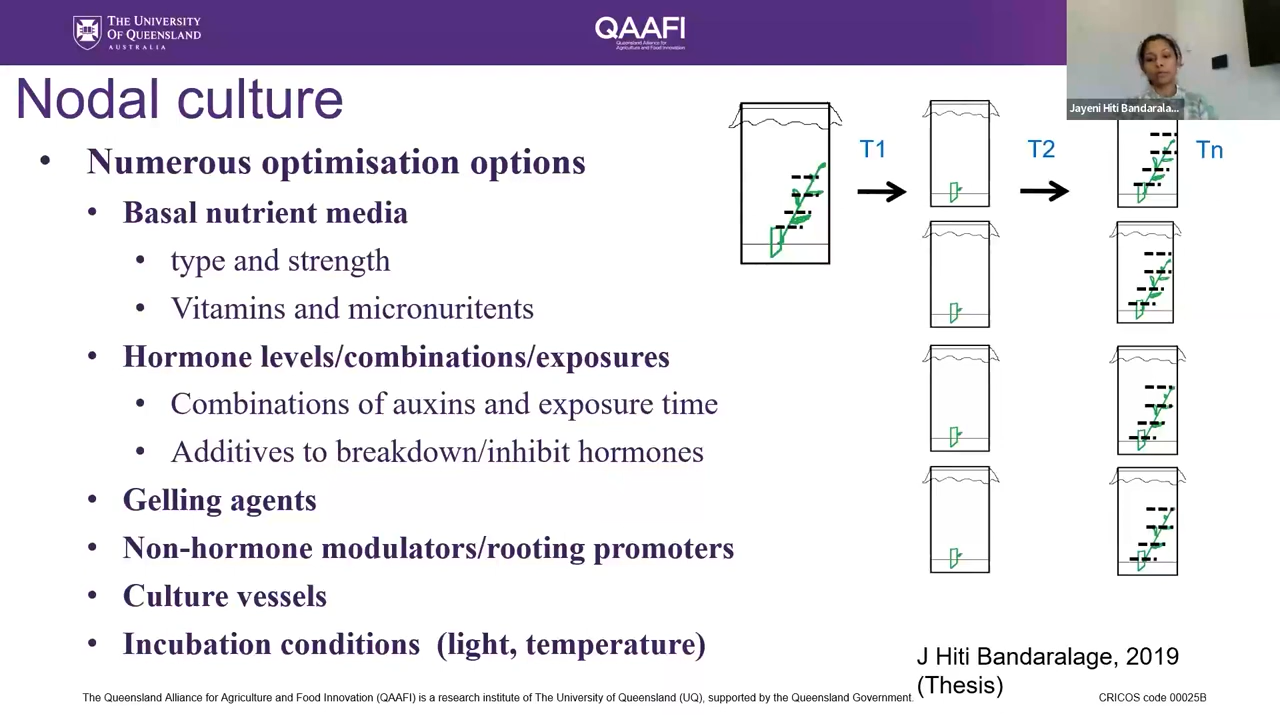 THE UNIVERSITY
OF QUEENSLAND
AUSTRALIA
QAAFI
Queensland Alliance for
Agriculture and Food Innovation
Jayeni Hiti Bandarala...
Nodal culture
• Numerous optimisation options
• Basal nutrient media
• type and strength
• Vitamins and micronuritents
• Hormone levels/combinations/exposures
• Combinations of auxins and exposure time
• Additives to breakdown/inhibit hormones
• Gelling agents
• Non-hormone modulators/rooting promoters
• Culture vessels
• Incubation conditions (light, temperature)
T1
T2
Tn
J Hiti Bandaralage, 2019
(Thesis)
The Queensland Alliance for Agriculture and Food Innovation (QAAFI) is a research institute of The University of Queensland (UQ), supported by the Queensland Government.
CRICOS code 00025B